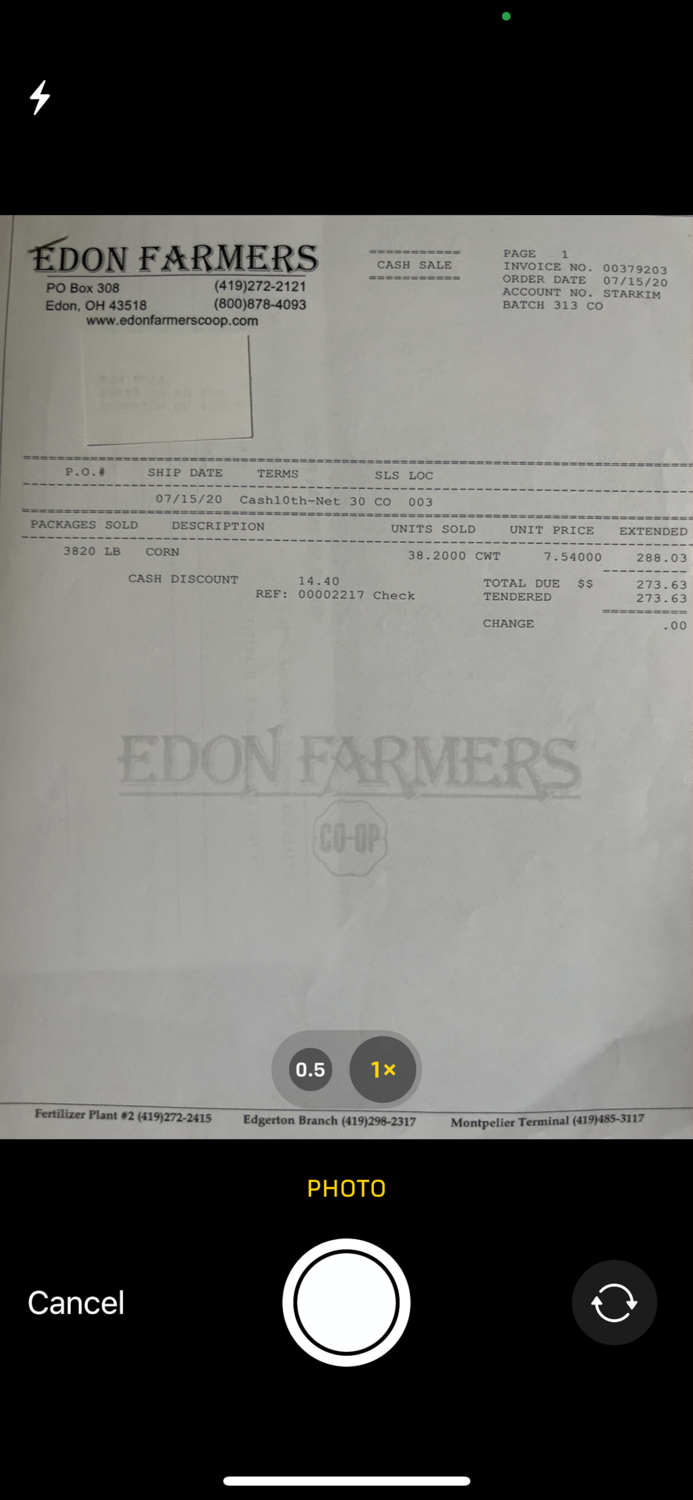 EDON FARMERS
PO Box 308 (419)272-2121
Edon, OH 43518 (800)878-4093
www.edonfarmerscoop.com
===========
CASH SALE
===========
PAGE 1
INVOICE NO. 00379203
ORDER DATE 07/15/20
ACCOUNT NO. STARKIM
BATCH 313 CO
P.O.# SHIP DATE TERMS SLS LOC
07/15/20 Cash10th-Net 30 CO 003
PACKAGES SOLD DESCRIPTION UNITS SOLD UNIT PRICE EXTENDED
3820 LB CORN 38.2000 CWT 7.54000 288.03
CASH DISCOUNT 14.40 TOTAL DUE $$ 273.63
REF: 00002217 Check TENDERED 273.63
CHANGE .00
EDON FARMERS
CO-OP
0.5 1×
Fertilizer Plant #2 (419)272-2415 Edgerton Branch (419)298-2317 Montpelier Terminal (419)485-3117
PHOTO
Cancel